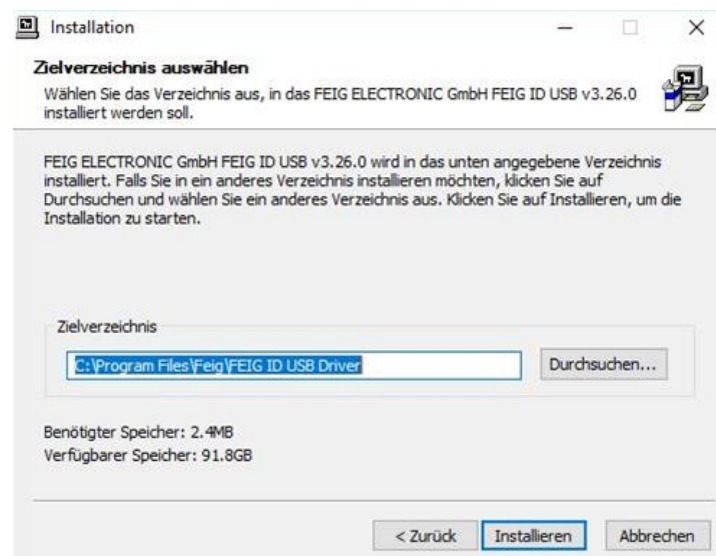 Installation
Zielverzeichnis auswählen
Wählen Sie das Verzeichnis aus, in das FEIG ELECTRONIC GmbH FEIG ID USB v3.26.0
installiert werden soll.
FEIG ELECTRONIC GmbH FEIG ID USB v3.26.0 wird in das unten angegebene Verzeichnis
installiert. Falls Sie in ein anderes Verzeichnis installieren möchten, klicken Sie auf
Durchsuchen und wählen Sie ein anderes Verzeichnis aus. Klicken Sie auf Installieren, um die
Installation zu starten.
Zielverzeichnis
C:\Program Files\Feig\FEIG ID USB Driver
Durchsuchen...
Benötigter Speicher: 2.4MB
Verfügbarer Speicher: 91.8GB
< Zurück Installieren Abbrechen